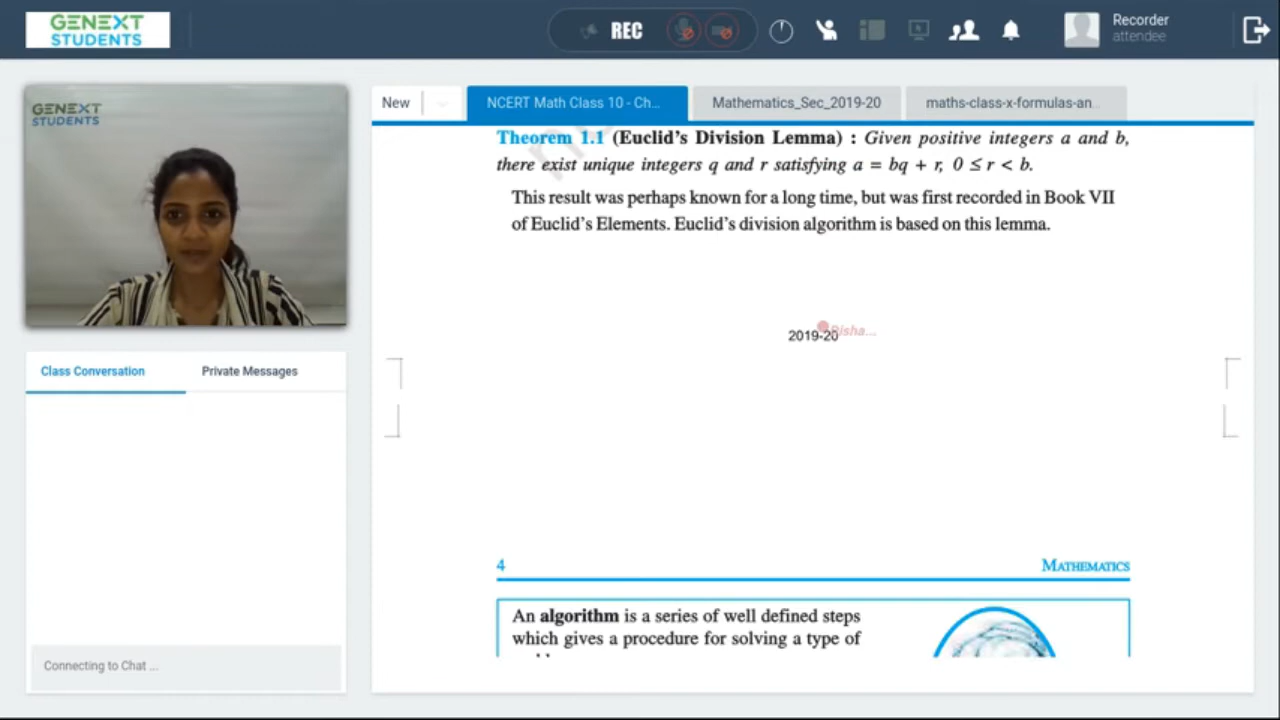 GENEXT
STUDENTS
REC
Recorder
attendee
GENEXT
STUDENTS
New
NCERT Math Class 10 - Ch...
Mathematics_Sec_2019-20
maths-class-x-formulas-an
Theorem 1.1 (Euclid's Division Lemma) : Given positive integers a and b,
there exist unique integers q and r satisfying a = bq + r, 0 ≤ r < b.
This result was perhaps known for a long time, but was first recorded in Book VII
of Euclid's Elements. Euclid's division algorithm is based on this lemma.
2019-20
Disha...
Class Conversation
Private Messages
4
MATHEMATICS
An algorithm is a series of well defined steps
which gives a procedure for solving a type of
Connecting to Chat ...